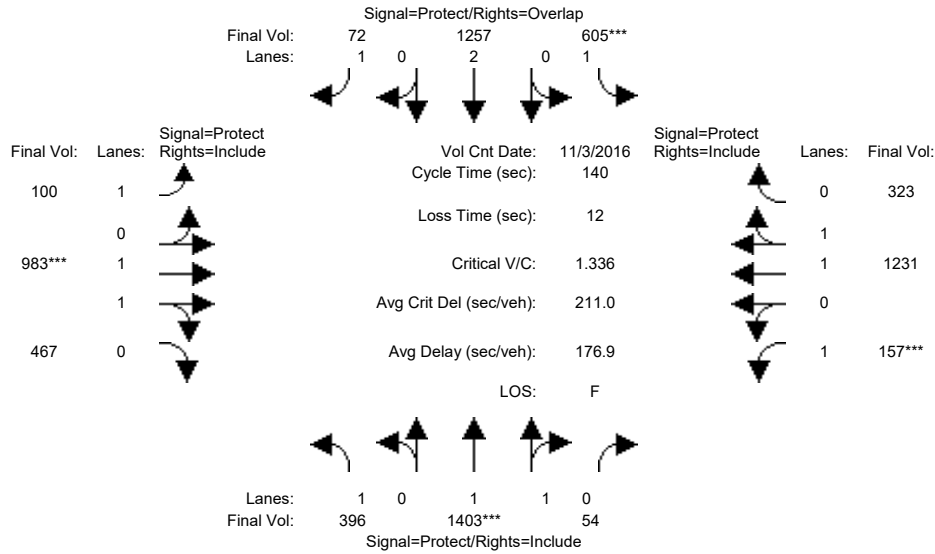 Signal=Protect/Rights=Overlap
Final Vol: 72 1257 605***
Lanes: 1 0 2 0 1
Signal=Protect
Final Vol: Lanes: Rights=Include
Vol Cnt Date: 11/3/2016
Signal=Protect
Rights=Include Lanes: Final Vol:
Cycle Time (sec): 140
100 1
0 323
Loss Time (sec): 12
0
1
983*** 1
Critical V/C: 1.336
1 1231
1
Avg Crit Del (sec/veh): 211.0
0
467 0
Avg Delay (sec/veh): 176.9
1 157***
LOS: F
Lanes: 1 0 1 1 0
Final Vol: 396 1403*** 54
Signal=Protect/Rights=Include